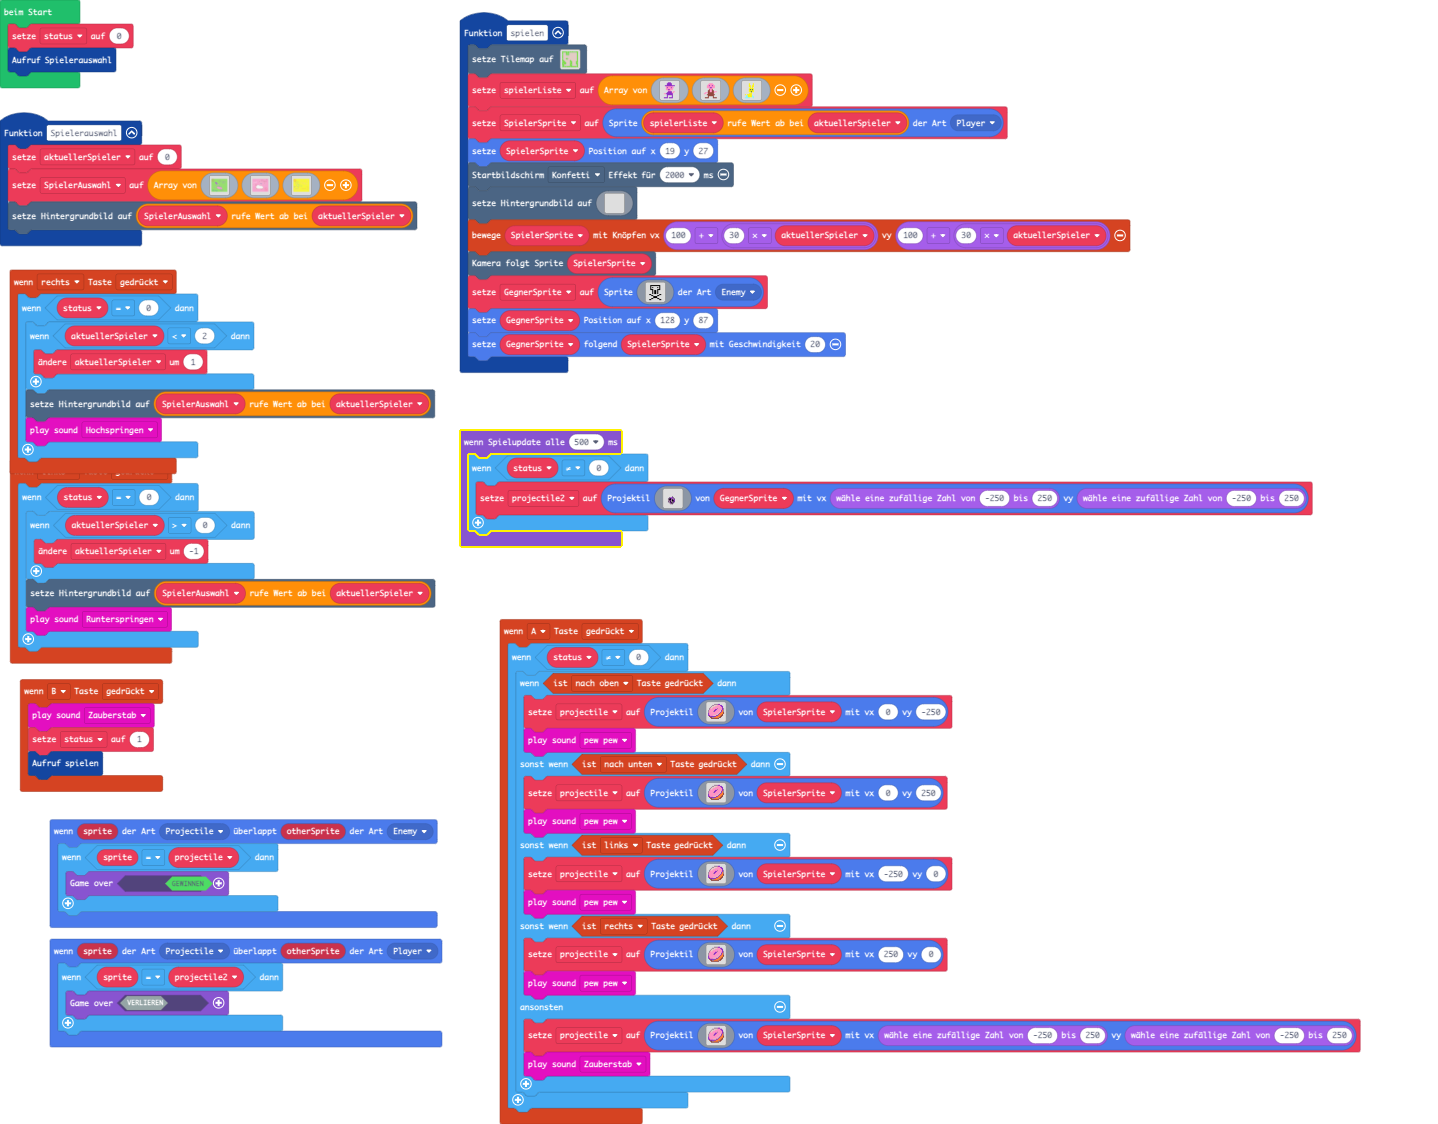 beim Start
setze status auf 0
Aufruf Spielerauswahl
Funktion Spielerauswahl
setze aktuellerSpieler auf 0
setze SpielerAuswahl auf Array von
setze Hintergrundbild auf SpielerAuswahl rufe Wert ab bei aktuellerSpieler
wenn rechts Taste gedrückt
wenn status = 0 dann
wenn aktuellerSpieler < 2 dann
ändere aktuellerSpieler um 1
setze Hintergrundbild auf SpielerAuswahl rufe Wert ab bei aktuellerSpieler
play sound Hochspringen
wenn status = 0 dann
wenn aktuellerSpieler > 0 dann
ändere aktuellerSpieler um -1
setze Hintergrundbild auf SpielerAuswahl rufe Wert ab bei aktuellerSpieler
play sound Runterspringen
wenn B Taste gedrückt
play sound Zauberstab
setze status auf 1
Aufruf spielen
wenn sprite der Art Projectile überlappt otherSprite der Art Enemy
wenn sprite = projectile dann
Game over GEWINNEN
wenn sprite der Art Projectile überlappt otherSprite der Art Player
wenn sprite = projectile2 dann
Game over VERLIEREN
Funktion spielen
setze Tilemap auf
setze spielerListe auf Array von
setze SpielerSprite auf Sprite spielerListe rufe Wert ab bei aktuellerSpieler der Art Player
setze SpielerSprite Position auf x 19 y 27
Startbildschirm Konfetti Effekt für 2000 ms
setze Hintergrundbild auf
bewege SpielerSprite mit Knöpfen vx 100 + 30 × aktuellerSpieler vy 100 + 30 × aktuellerSpieler
Kamera folgt Sprite SpielerSprite
setze GegnerSprite auf Sprite der Art Enemy
setze GegnerSprite Position auf x 128 y 87
setze GegnerSprite folgend SpielerSprite mit Geschwindigkeit 20
wenn Spielupdate alle 500 ms
wenn status ≠ 0 dann
setze projectile2 auf Projektil von GegnerSprite mit vx wähle eine zufällige Zahl von -250 bis 250 vy wähle eine zufällige Zahl von -250 bis 250
wenn A Taste gedrückt
wenn status ≠ 0 dann
wenn ist nach oben Taste gedrückt dann
setze projectile auf Projektil von SpielerSprite mit vx 0 vy -250
play sound pew pew
sonst wenn ist nach unten Taste gedrückt dann
setze projectile auf Projektil von SpielerSprite mit vx 0 vy 250
play sound pew pew
sonst wenn ist links Taste gedrückt dann
setze projectile auf Projektil von SpielerSprite mit vx -250 vy 0
play sound pew pew
sonst wenn ist rechts Taste gedrückt dann
setze projectile auf Projektil von SpielerSprite mit vx 250 vy 0
play sound pew pew
ansonsten
setze projectile auf Projektil von SpielerSprite mit vx wähle eine zufällige Zahl von -250 bis 250 vy wähle eine zufällige Zahl von -250 bis 250
play sound Zauberstab